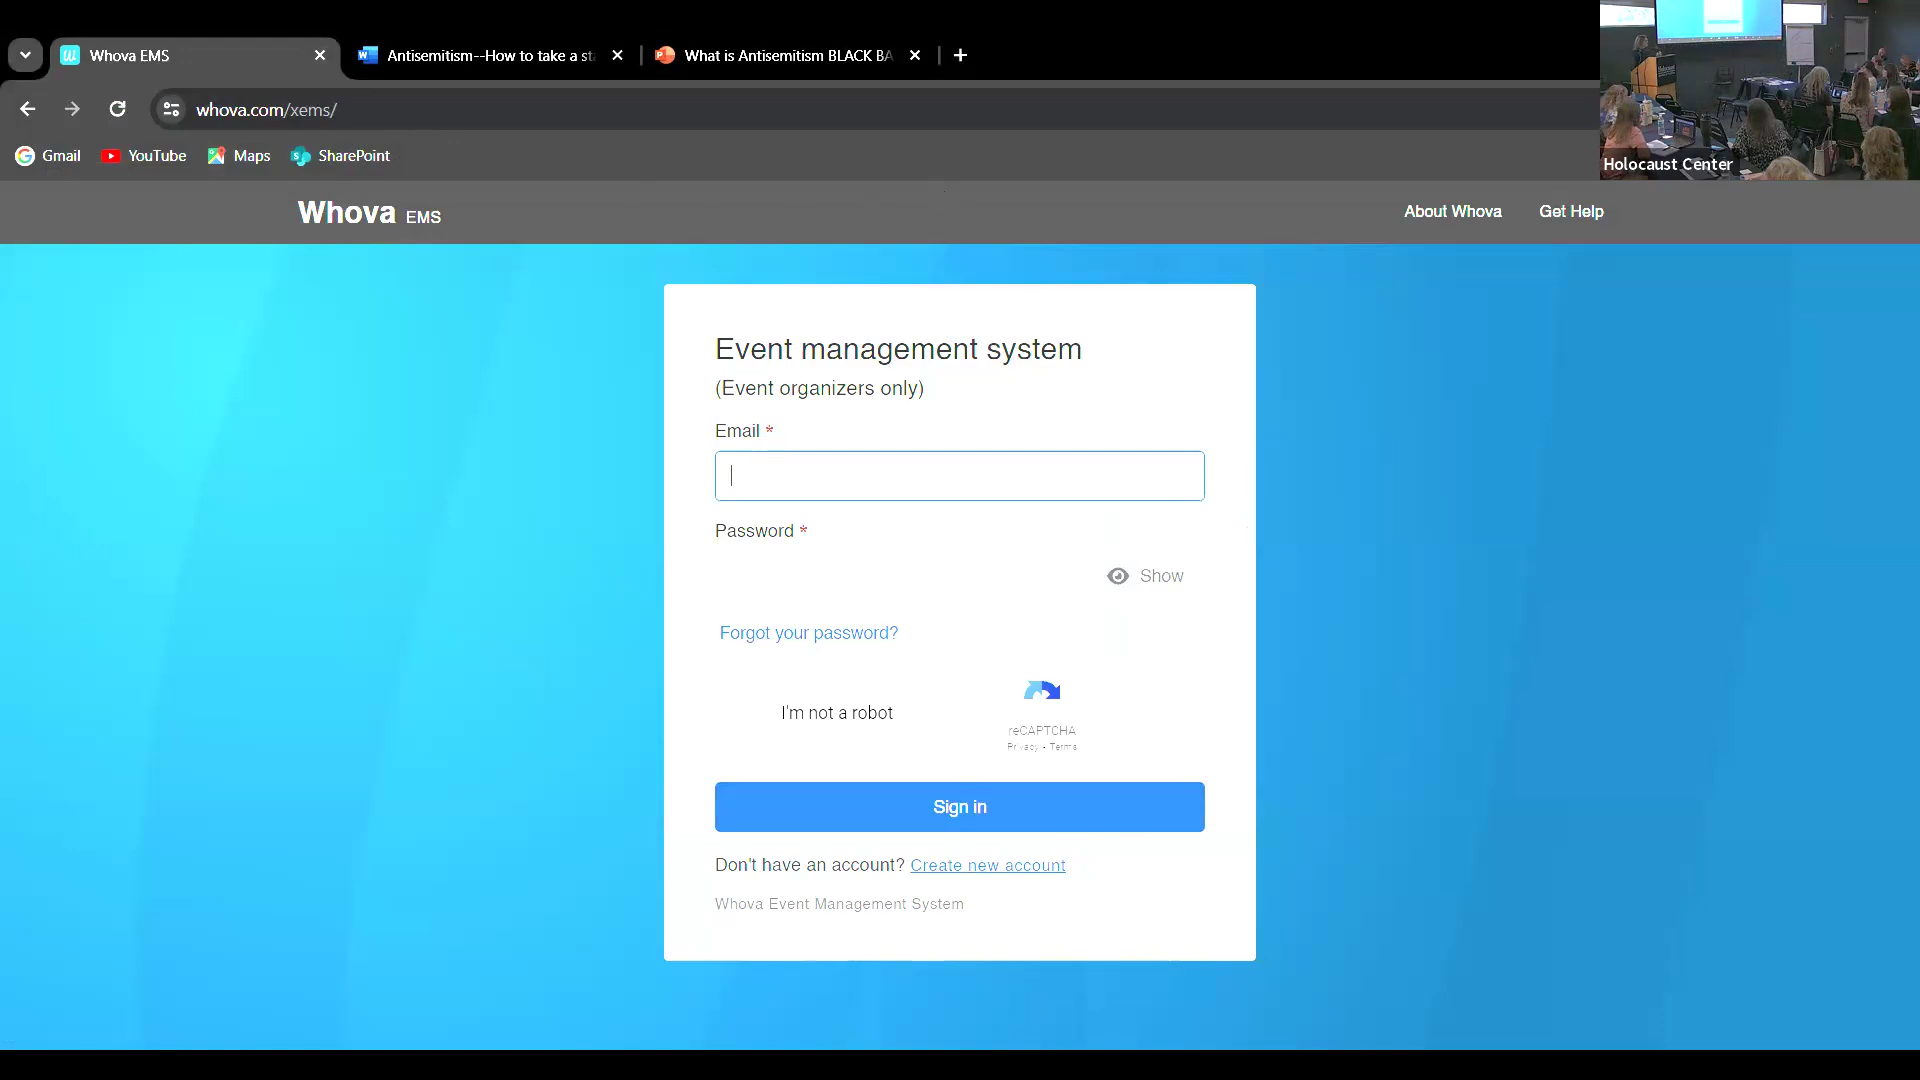 Whova EMS
Antisemitism--How to take a sta
What is Antisemitism BLACK BA
whova.com/xems/
Gmail
YouTube
Maps
SharePoint
Holocaust Center
Whova EMS
About Whova
Get Help
Event management system
(Event organizers only)
Email *
Password *
Show
Forgot your password?
I'm not a robot
reCAPTCHA
Privacy - Terms
Sign in
Don't have an account? Create new account
Whova Event Management System